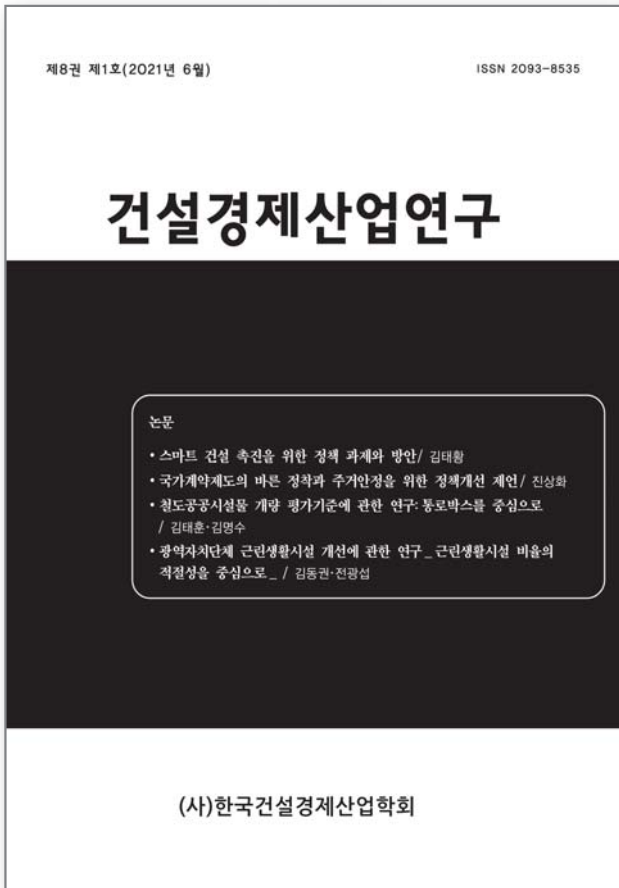 제8권 제1호(2021년 6월)
ISSN 2093-8535
건설경제산업연구
논문
• 스마트 건설 촉진을 위한 정책 과제와 방안/ 김태황
• 국가계약제도의 바른 정착과 주거안정을 위한 정책개선 제언/ 진상화
• 철도공공시설물 개량 평가기준에 관한 연구: 통로박스를 중심으로
/ 김태훈·김명수
• 광역자치단체 근린생활시설 개선에 관한 연구_근린생활시설 비율의
적절성을 중심으로_ / 김동권·전광섭
(사)한국건설경제산업학회